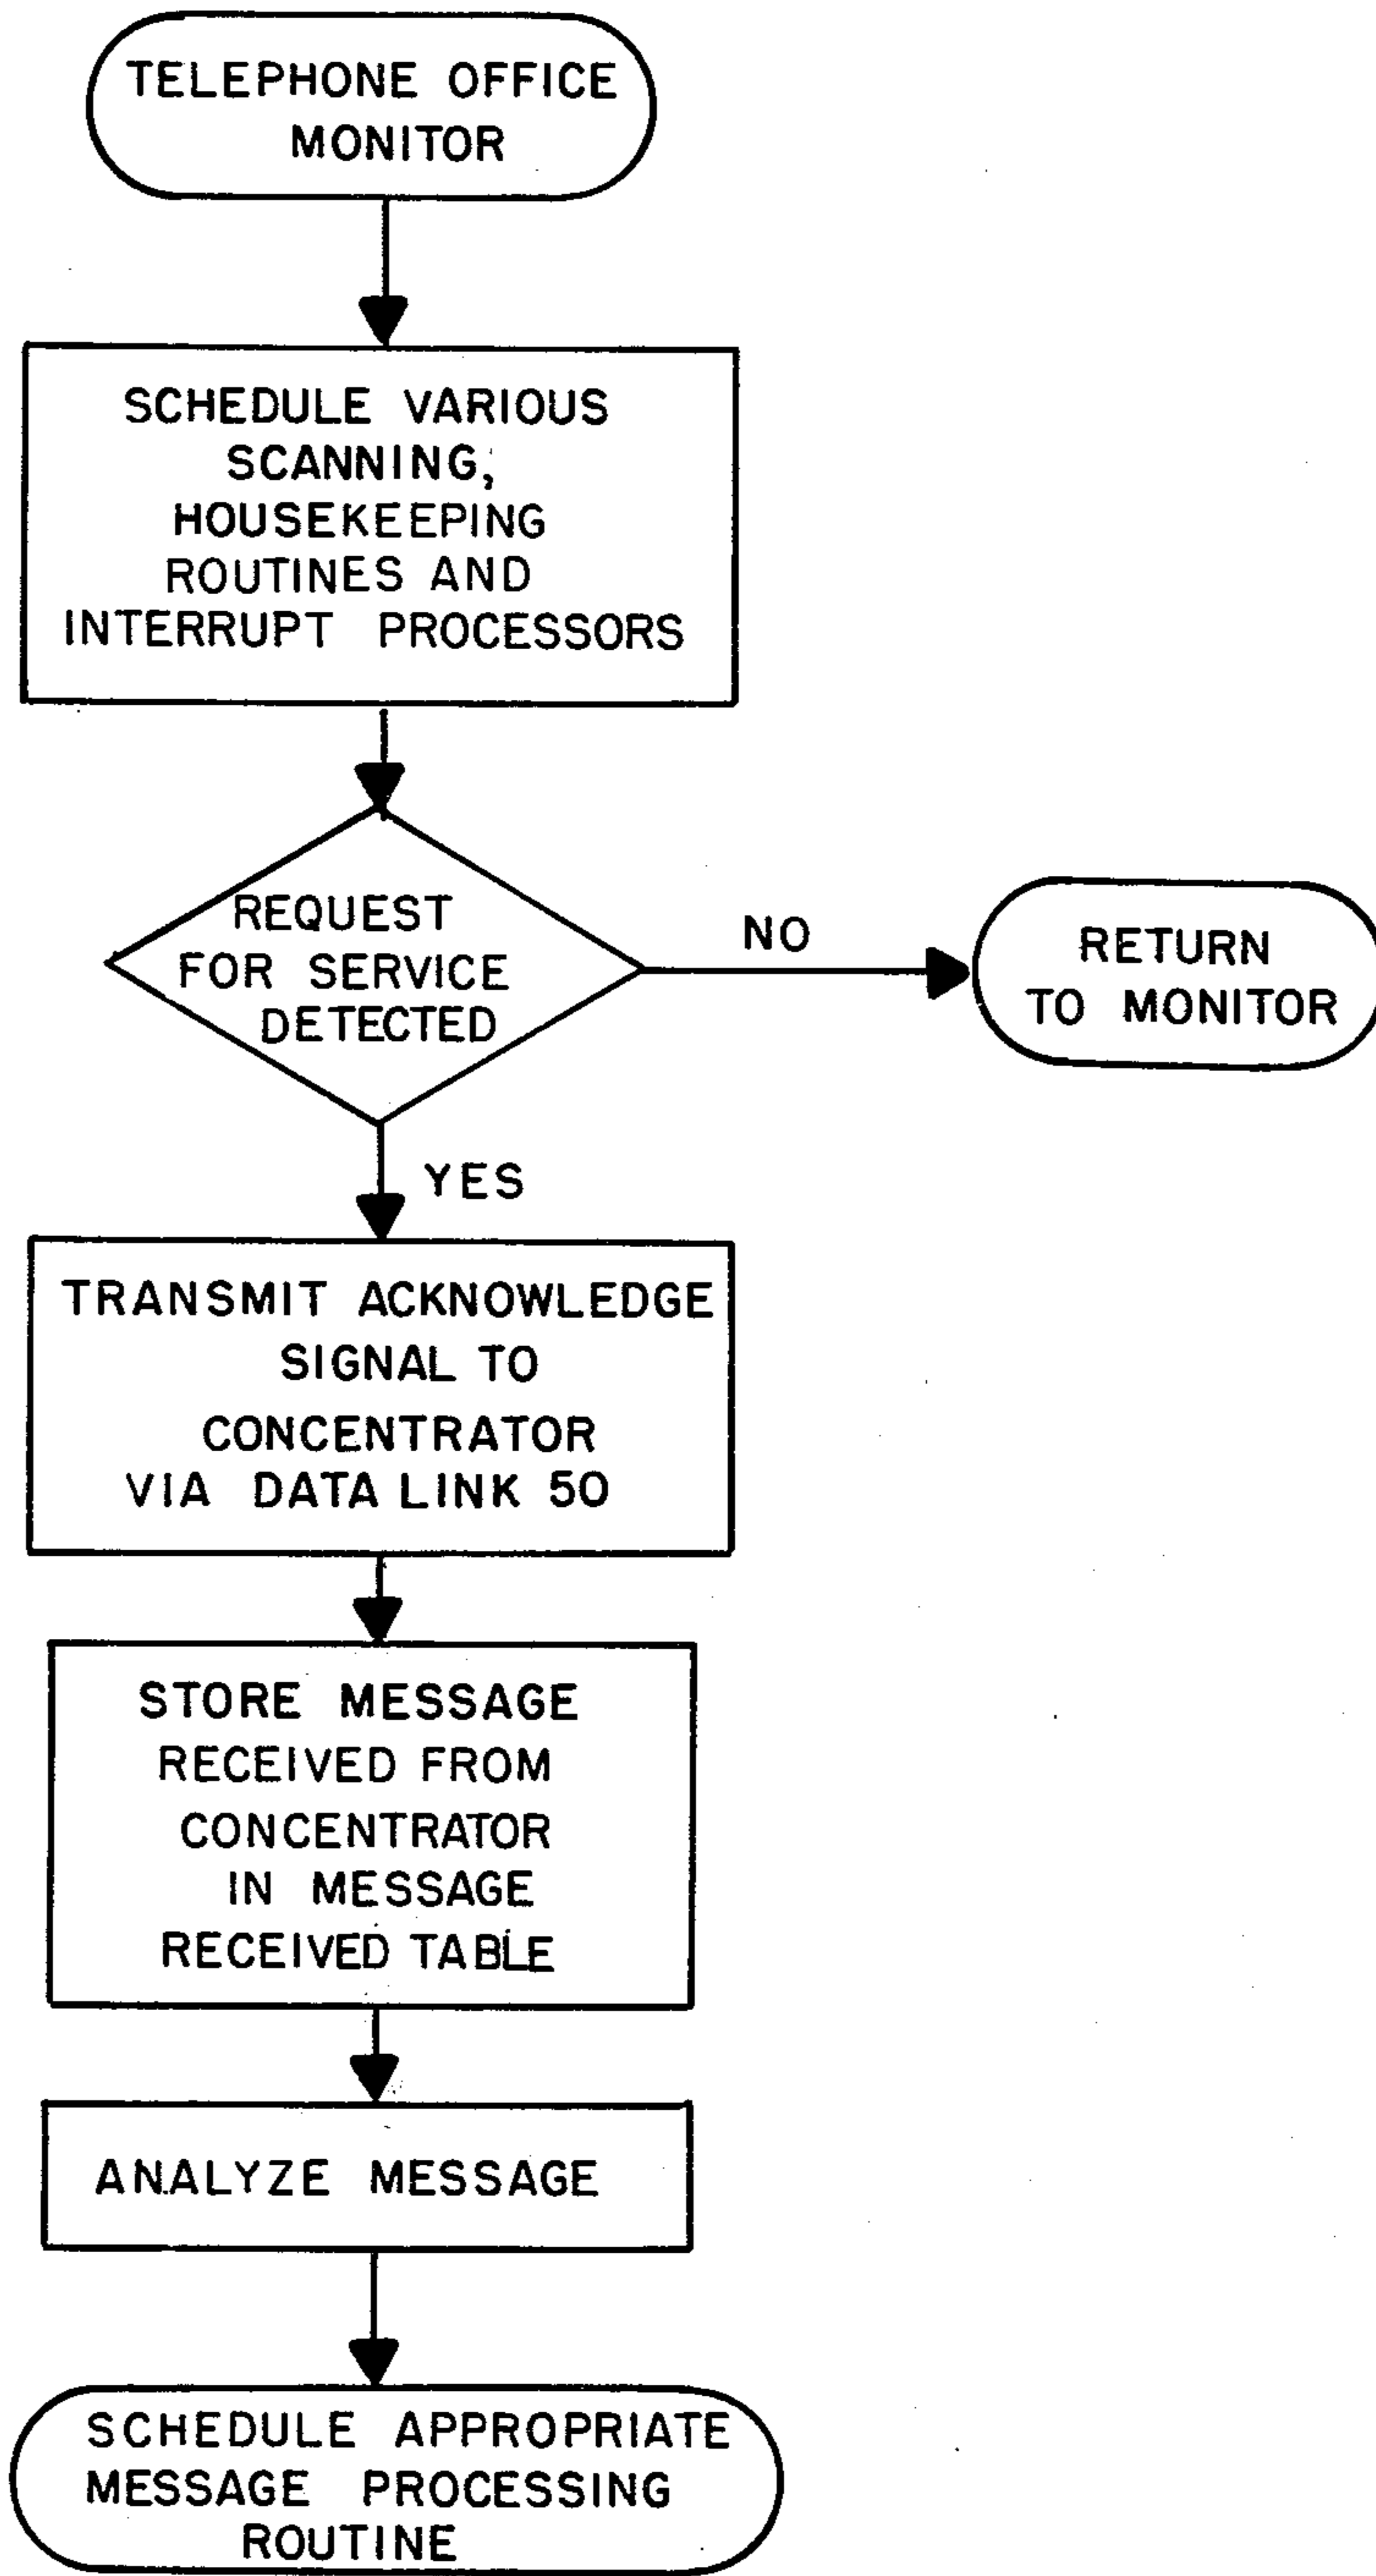 TELEPHONE OFFICE
MONITOR
SCHEDULE VARIOUS
SCANNING,
HOUSEKEEPING
ROUTINES AND
INTERRUPT PROCESSORS
REQUEST
FOR SERVICE
DETECTED
NO
RETURN
TO MONITOR
YES
TRANSMIT ACKNOWLEDGE
SIGNAL TO
CONCENTRATOR
VIA DATA LINK 50
STORE MESSAGE
RECEIVED FROM
CONCENTRATOR
IN MESSAGE
RECEIVED TABLE
ANALYZE MESSAGE
SCHEDULE APPROPRIATE
MESSAGE PROCESSING
ROUTINE